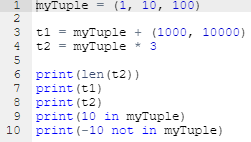 1 myTuple = (1, 10, 100)
2
3 t1 = myTuple + (1000, 10000)
4 t2 = myTuple * 3
5
6 print(len(t2))
7 print(t1)
8 print(t2)
9 print(10 in myTuple)
10 print(-10 not in myTuple)